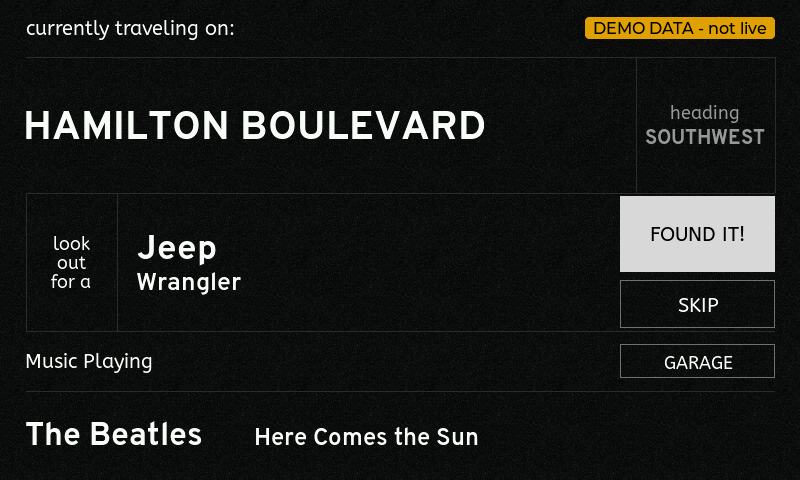 currently traveling on:
DEMO DATA - not live
HAMILTON BOULEVARD
heading
SOUTHWEST
look
out
for a
Jeep
Wrangler
FOUND IT!
SKIP
Music Playing
GARAGE
The Beatles
Here Comes the Sun